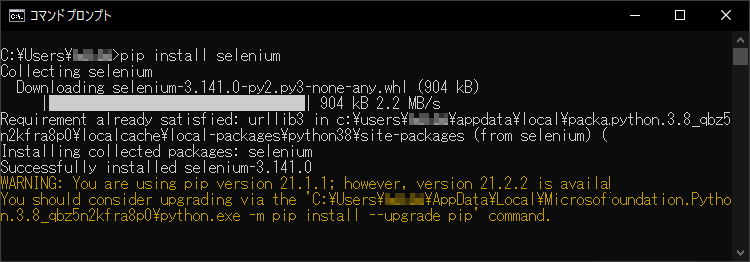 コマンドプロンプト
C:¥Users¥ >pip install selenium
Collecting selenium
Downloading selenium-3.141.0-py2.py3-none-any.whl (904 kB)
| | 904 kB 2.2 MB/s
Requirement already satisfied: urllib3 in c:¥users¥ ¥appdata¥local¥packa.python.3.8_qbz5
n2kfra8p0¥localcache¥local-packages¥python38¥site-packages (from selenium) (
Installing collected packages: selenium
Successfully installed selenium-3.141.0
WARNING: You are using pip version 21.1.1; however, version 21.2.2 is availal
You should consider upgrading via the 'C:¥Users¥ ¥AppData¥Local¥Microsofoundation.Pytho
n.3.8_qbz5n2kfra8p0¥python.exe -m pip install --upgrade pip' command.